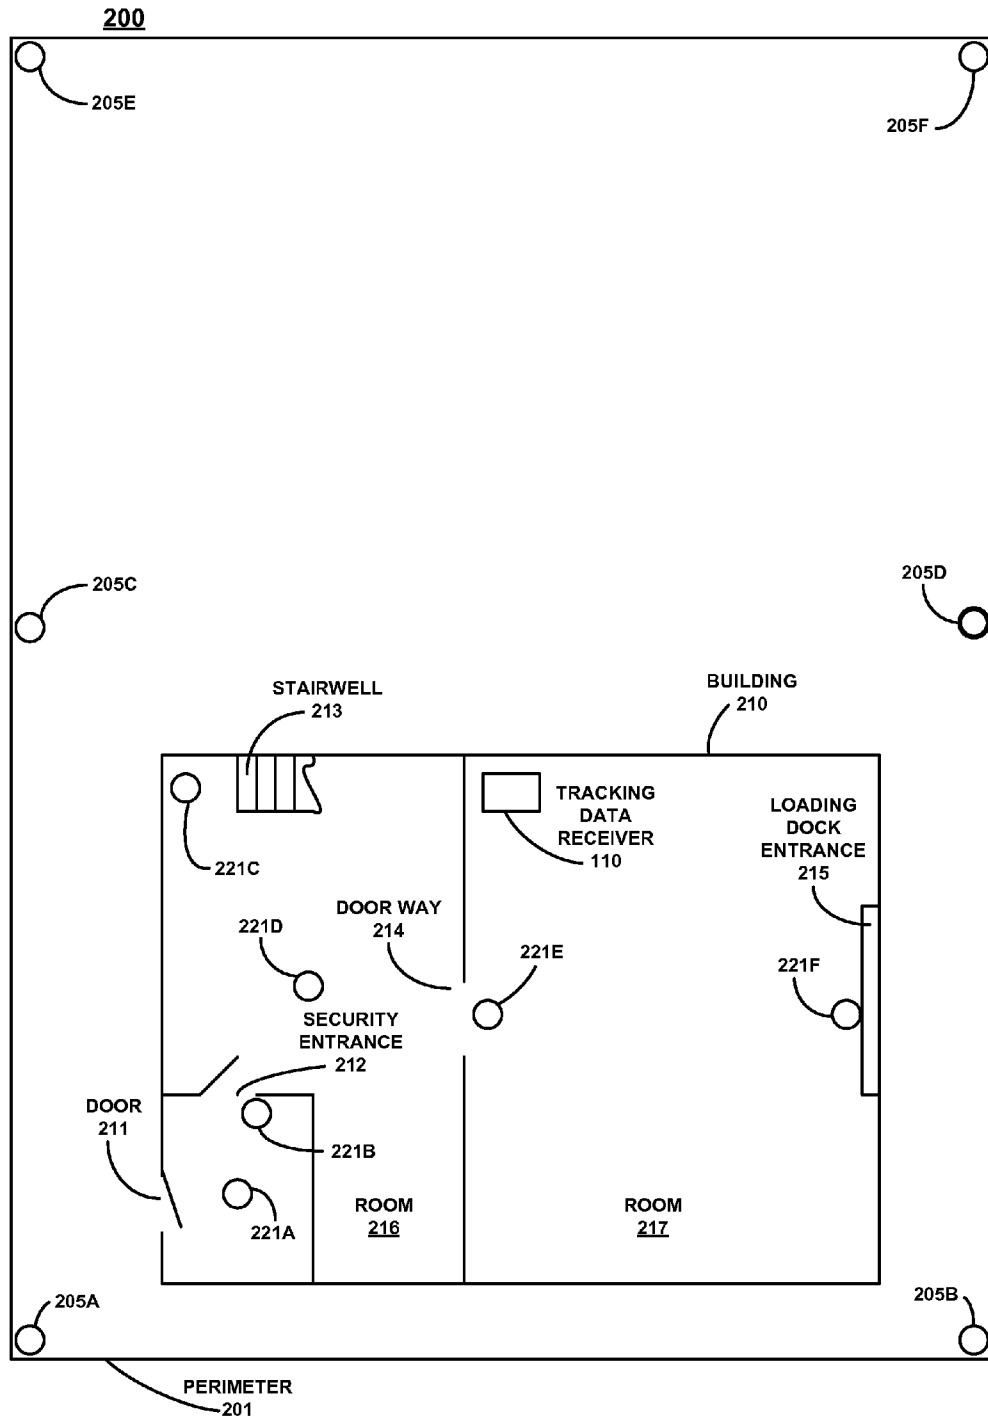 200
205E
205F
205C
205D
STAIRWELL
213
BUILDING
210
TRACKING
DATA
RECEIVER
110
LOADING
DOCK
ENTRANCE
215
221C
DOOR WAY
214
221D
221E
221F
SECURITY
ENTRANCE
212
DOOR
211
221B
221A
ROOM
216
ROOM
217
205A
205B
PERIMETER
201